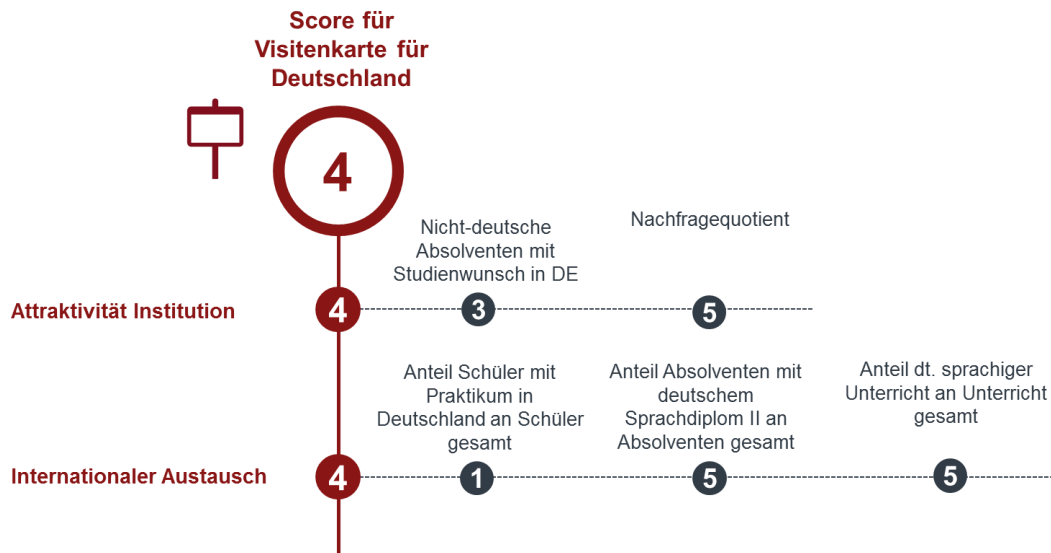 Score für
Visitenkarte für
Deutschland
4
Nicht-deutsche
Absolventen mit
Studienwunsch in DE
Nachfragequotient
Attraktivität Institution
4
3
5
Anteil Schüler mit
Praktikum in
Deutschland an Schüler
gesamt
Anteil Absolventen mit
deutschem
Sprachdiplom II an
Absolventen gesamt
Anteil dt. sprachiger
Unterricht an Unterricht
gesamt
Internationaler Austausch
4
1
5
5